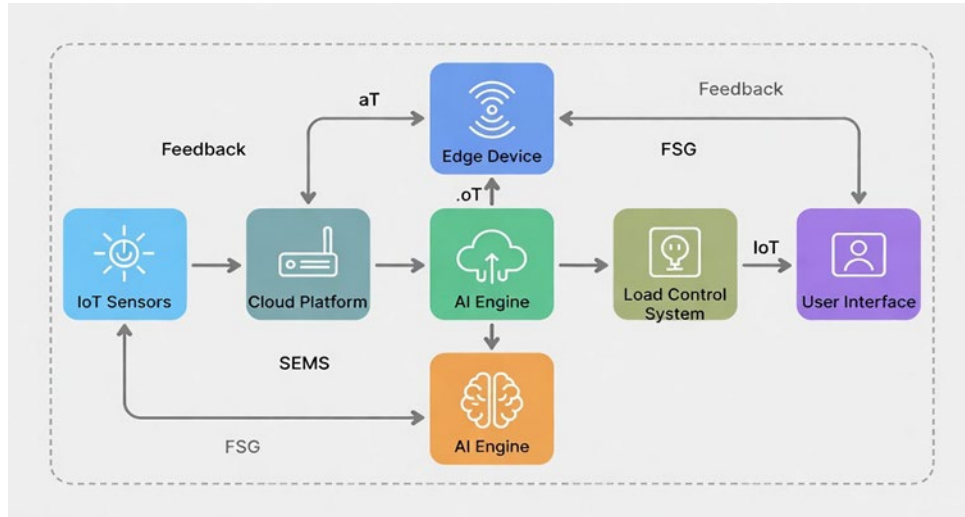 Feedback
aT
Edge Device
Feedback
FSG
.oT
IoT Sensors
Cloud Platform
AI Engine
Load Control
System
IoT
User Interface
SEMS
FSG
AI Engine